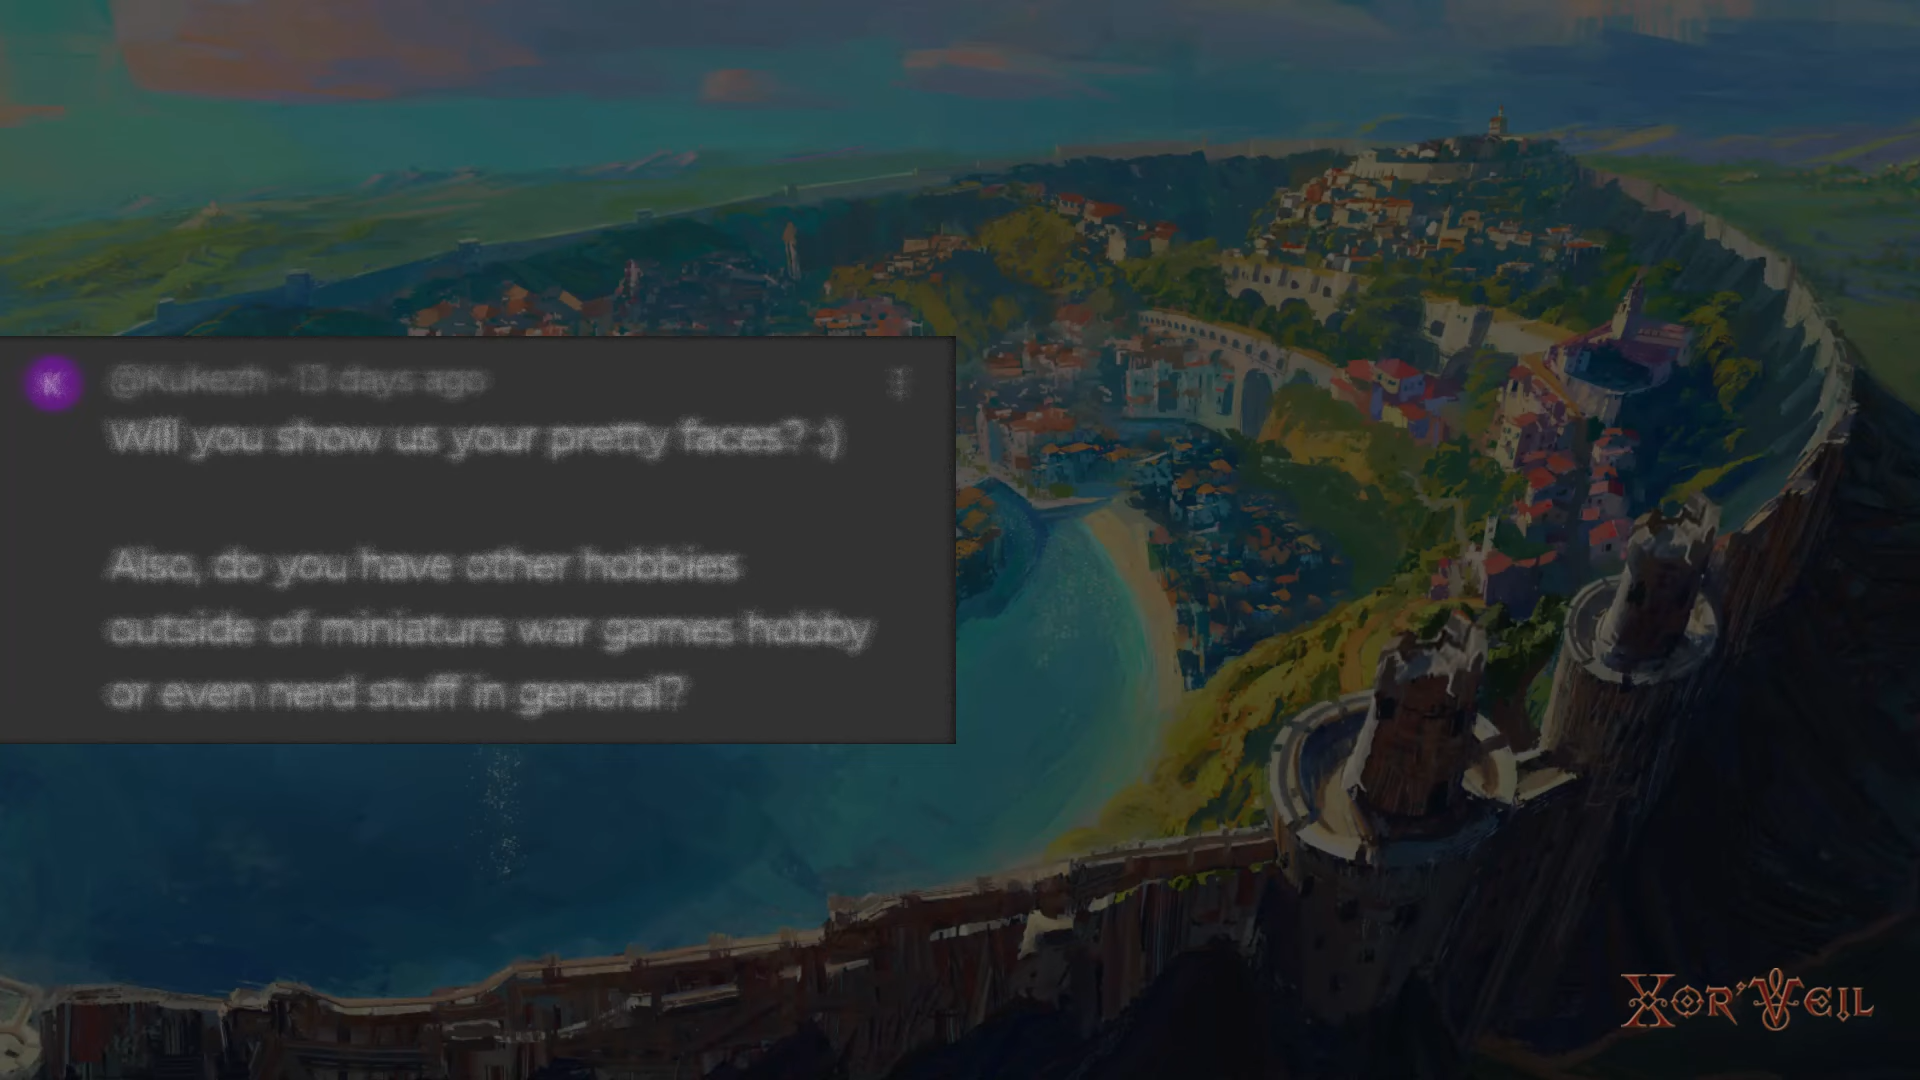 K
@Kukezh · 13 days ago
Will you show us your pretty faces? :)
Also, do you have other hobbies
outside of miniature war games hobby
or even nerd stuff in general?
Xor'Veil